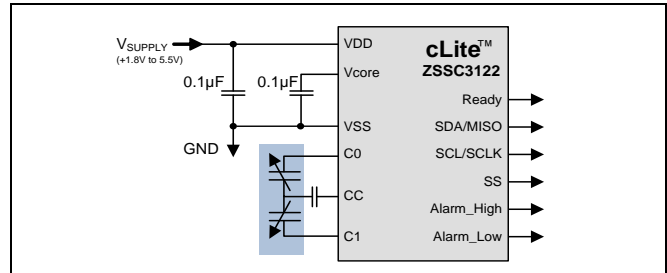 VSUPPLY
(+1.8V to 5.5V)
0.1µF
0.1µF
GND
VDD
Vcore
VSS
C0
CC
C1
cLite™
ZSSC3122
Ready
SDA/MISO
SCL/SCLK
SS
Alarm_High
Alarm_Low